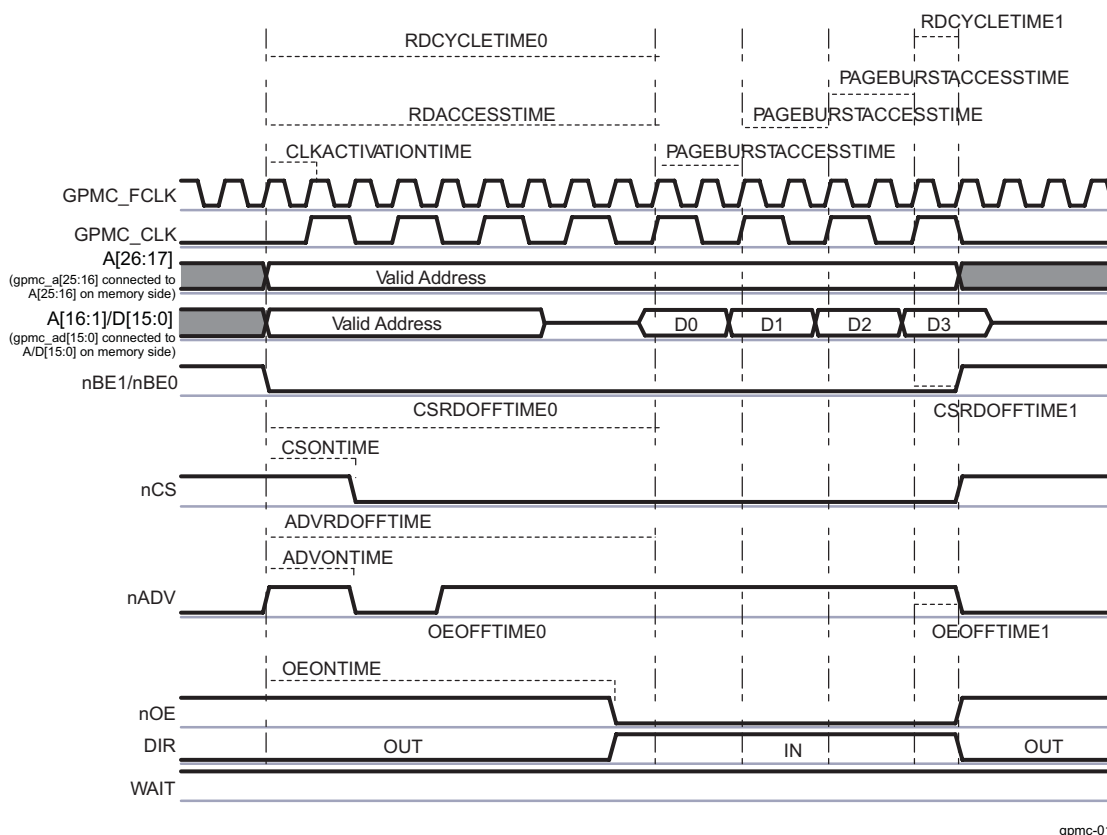 RDCYCLETIME1
RDCYCLETIME0
PAGEBURSTACCESSTIME
RDACCESSTIME
PAGEBURSTACCESSTIME
CLKACTIVATIONTIME
PAGEBURSTACCESSTIME
GPMC_FCLK
GPMC_CLK
A[26:17]
(gpmc_a[25:16] connected to
A[25:16] on memory side)
Valid Address
A[16:1]/D[15:0]
(gpmc_ad[15:0] connected to
A/D[15:0] on memory side)
Valid Address
D0
D1
D2
D3
nBE1/nBE0
CSRDOFFTIME0
CSRDOFFTIME1
CSONTIME
nCS
ADVRDOFFTIME
ADVONTIME
nADV
OEOFFTIME0
OEOFFTIME1
OEONTIME
nOE
DIR
OUT
IN
OUT
WAIT